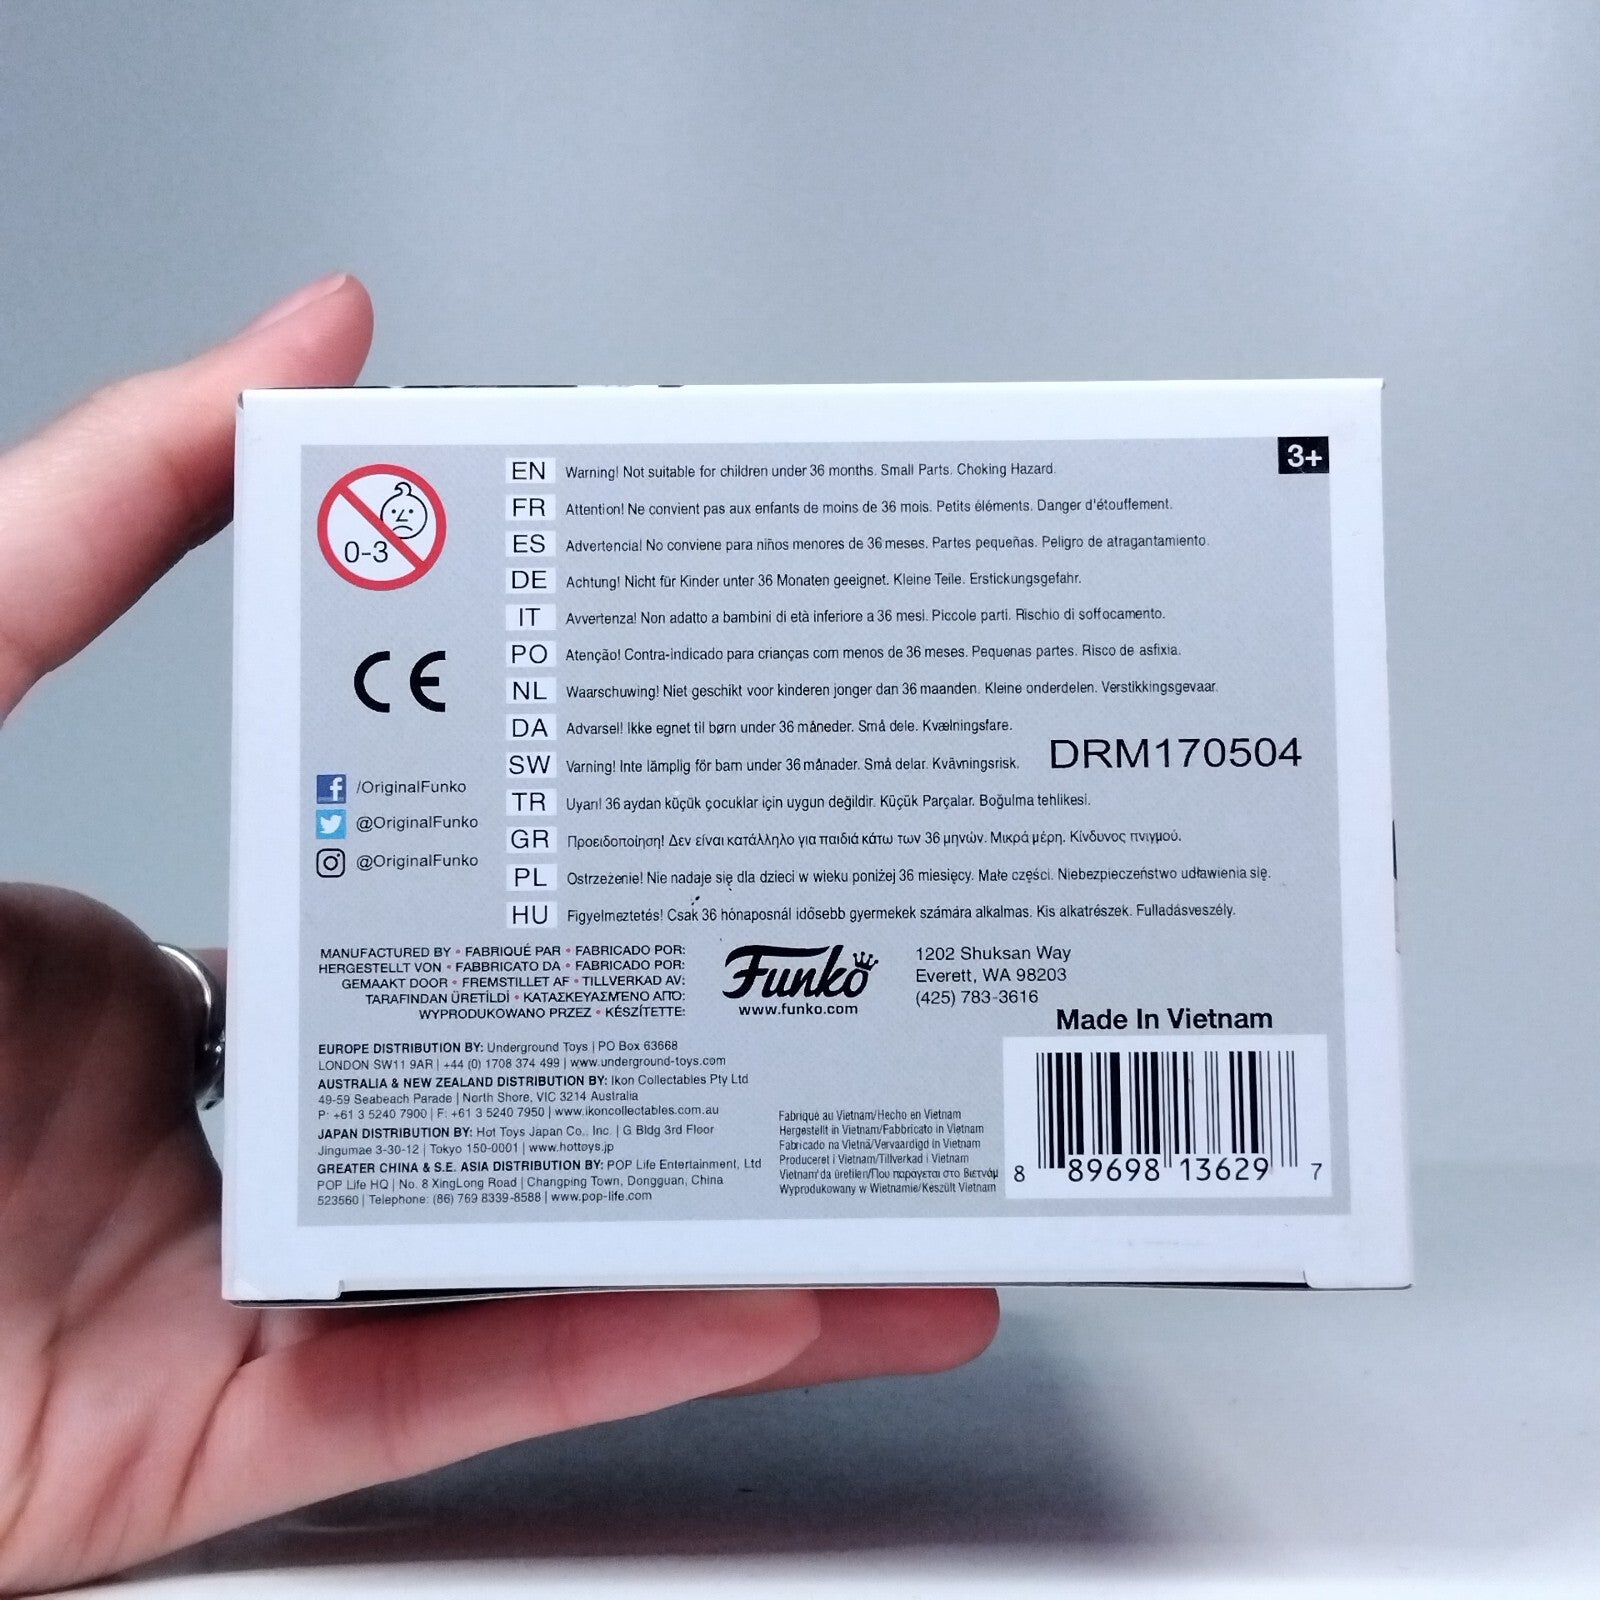 3+
0-3
EN Warning! Not suitable for children under 36 months. Small Parts. Choking Hazard.
FR Attention! Ne convient pas aux enfants de moins de 36 mois. Petits éléments. Danger d'étouffement.
ES Advertencia! No conviene para niños menores de 36 meses. Partes pequeñas. Peligro de atragantamiento.
DE Achtung! Nicht für Kinder unter 36 Monaten geeignet. Kleine Teile. Erstickungsgefahr.
IT Avvertenza! Non adatto a bambini di età inferiore a 36 mesi. Piccole parti. Rischio di soffocamento.
PO Atenção! Contra-indicado para crianças com menos de 36 meses. Pequenas partes. Risco de asfixia.
NL Waarschuwing! Niet geschikt voor kinderen jonger dan 36 maanden. Kleine onderdelen. Verstikkingsgevaar.
DA Advarsel! Ikke egnet til børn under 36 måneder. Små dele. Kvælningsfare.
SW Varning! Inte lämplig för barn under 36 månader. Små delar. Kvävningsrisk.
TR Uyarı! 36 aydan küçük çocuklar için uygun değildir. Küçük Parçalar. Boğulma tehlikesi.
GR Προειδοποίηση! Δεν είναι κατάλληλο για παιδιά κάτω των 36 μηνών. Μικρά μέρη. Κίνδυνος πνιγμού.
PL Ostrzeżenie! Nie nadaje się dla dzieci w wieku poniżej 36 miesięcy. Małe części. Niebezpieczeństwo udławienia się.
HU Figyelmeztetés! Csak 36 hónaposnál idősebb gyermekek számára alkalmas. Kis alkatrészek. Fulladásveszély.
DRM170504
CE
/OriginalFunko
@OriginalFunko
@OriginalFunko
MANUFACTURED BY • FABRIQUÉ PAR • FABRICADO POR:
HERGESTELLT VON • FABBRICATO DA • FABRICADO POR:
GEMAAKT DOOR • FREMSTILLET AF • TILLVERKAD AV:
TARAFINDAN ÜRETİLDİ • ΚΑΤΑΣΚΕΥΑΣΜΈΝΟ ΑΠΌ:
WYPRODUKOWANO PRZEZ • KÉSZÍTETTE:
Funko
www.funko.com
1202 Shuksan Way
Everett, WA 98203
(425) 783-3616
Made In Vietnam
EUROPE DISTRIBUTION BY: Underground Toys | PO Box 63668
LONDON SW11 9AR | +44 (0) 1708 374 499 | www.underground-toys.com
AUSTRALIA & NEW ZEALAND DISTRIBUTION BY: Ikon Collectables Pty Ltd
49-59 Seabeach Parade | North Shore, VIC 3214 Australia
P: +61 3 5240 7900 | F: +61 3 5240 7950 | www.ikoncollectables.com.au
JAPAN DISTRIBUTION BY: Hot Toys Japan Co., Inc. | G Bldg 3rd Floor
Jingumae 3-30-12 | Tokyo 150-0001 | www.hottoys.jp
GREATER CHINA & S.E. ASIA DISTRIBUTION BY: POP Life Entertainment, Ltd
POP Life HQ | No. 8 XingLong Road | Changping Town, Dongguan, China
523560 | Telephone: (86) 769 8339-8588 | www.pop-life.com
Fabriqué au Vietnam/Hecho en Vietnam
Hergestellt in Vietnam/Fabbricato in Vietnam
Fabricado na Vietnã/Vervaardigd in Vietnam
Produceret i Vietnam/Tillverkad i Vietnam
Vietnam'da üretilen/Που παράγεται στο Βιετνάμ
Wyprodukowany w Wietnamie/Készült Vietnam
8 89698 13629 7